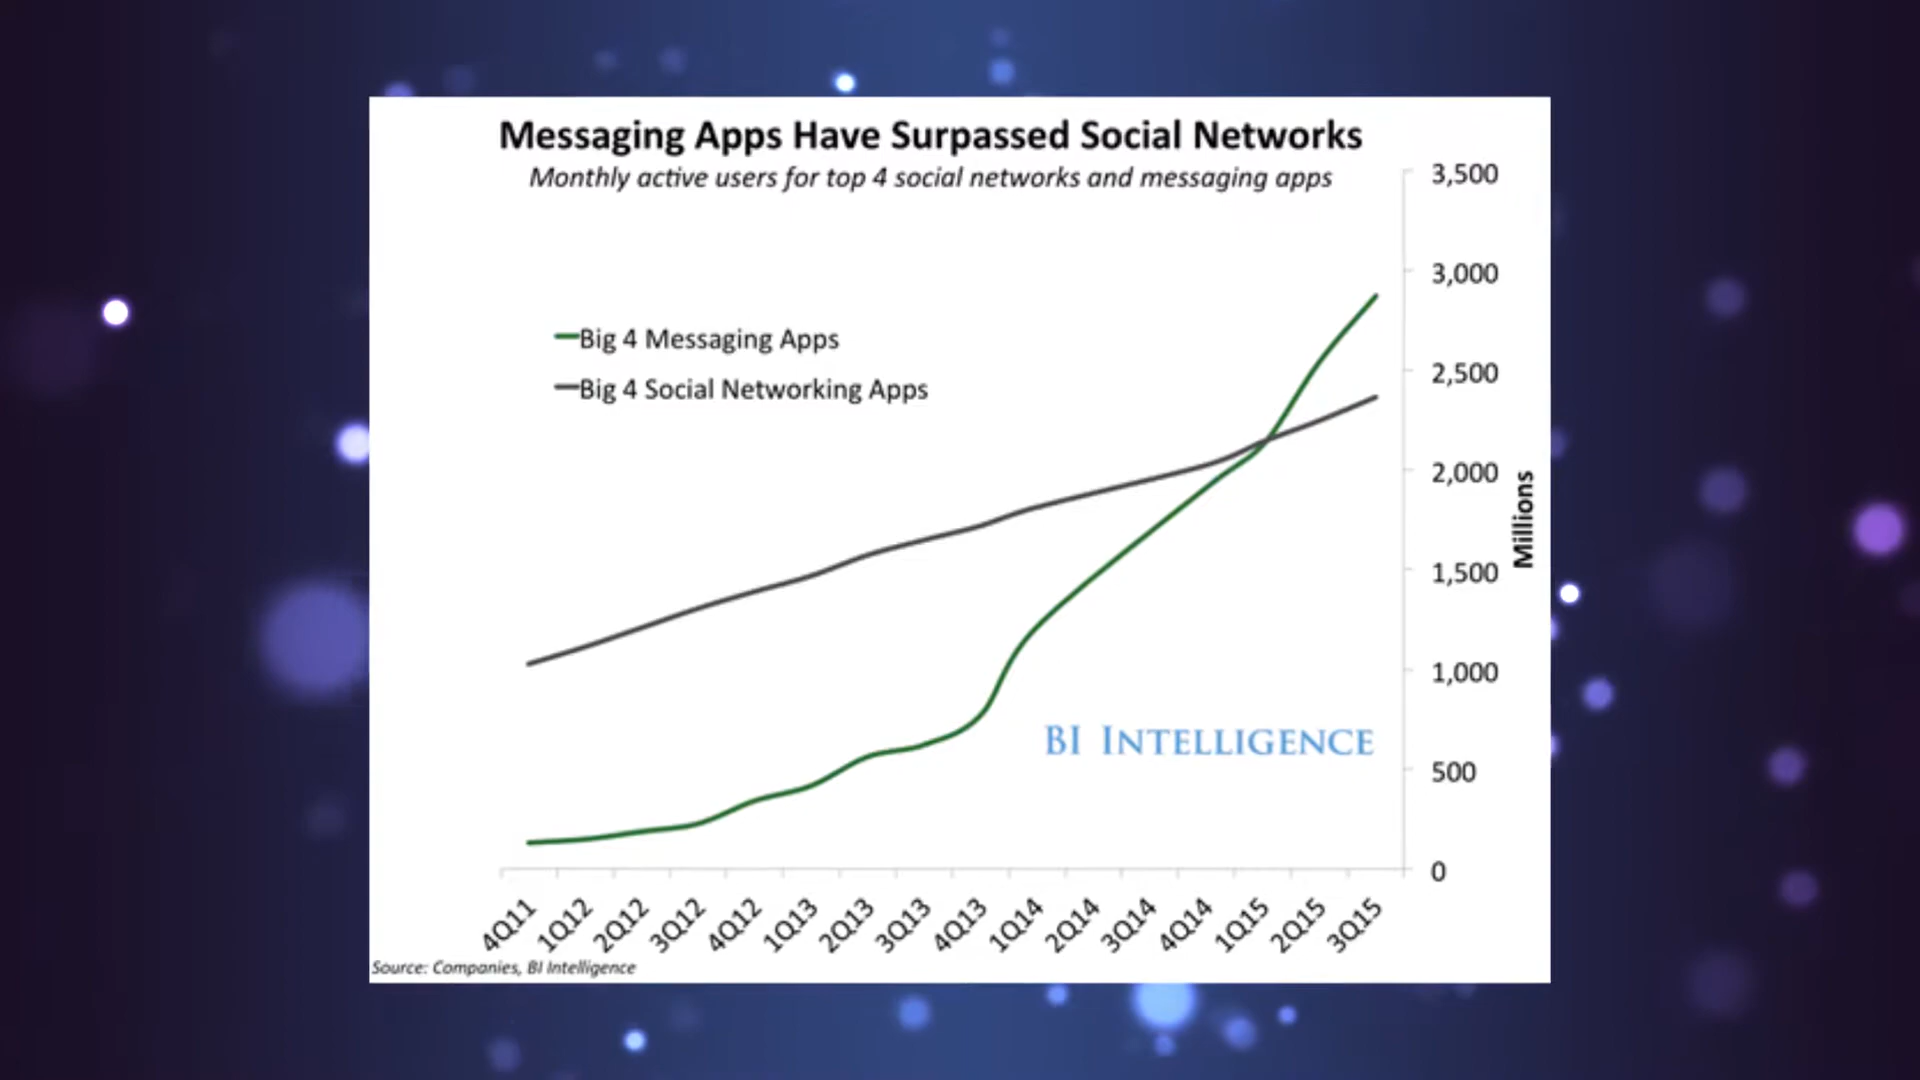 Messaging Apps Have Surpassed Social Networks
Monthly active users for top 4 social networks and messaging apps
Big 4 Messaging Apps
Big 4 Social Networking Apps
3,500
3,000
2,500
2,000
1,500
1,000
500
0
Millions
BI INTELLIGENCE
4Q11
1Q12
2Q12
3Q12
4Q12
1Q13
2Q13
3Q13
4Q13
1Q14
2Q14
3Q14
4Q14
1Q15
2Q15
3Q15
Source: Companies, BI Intelligence